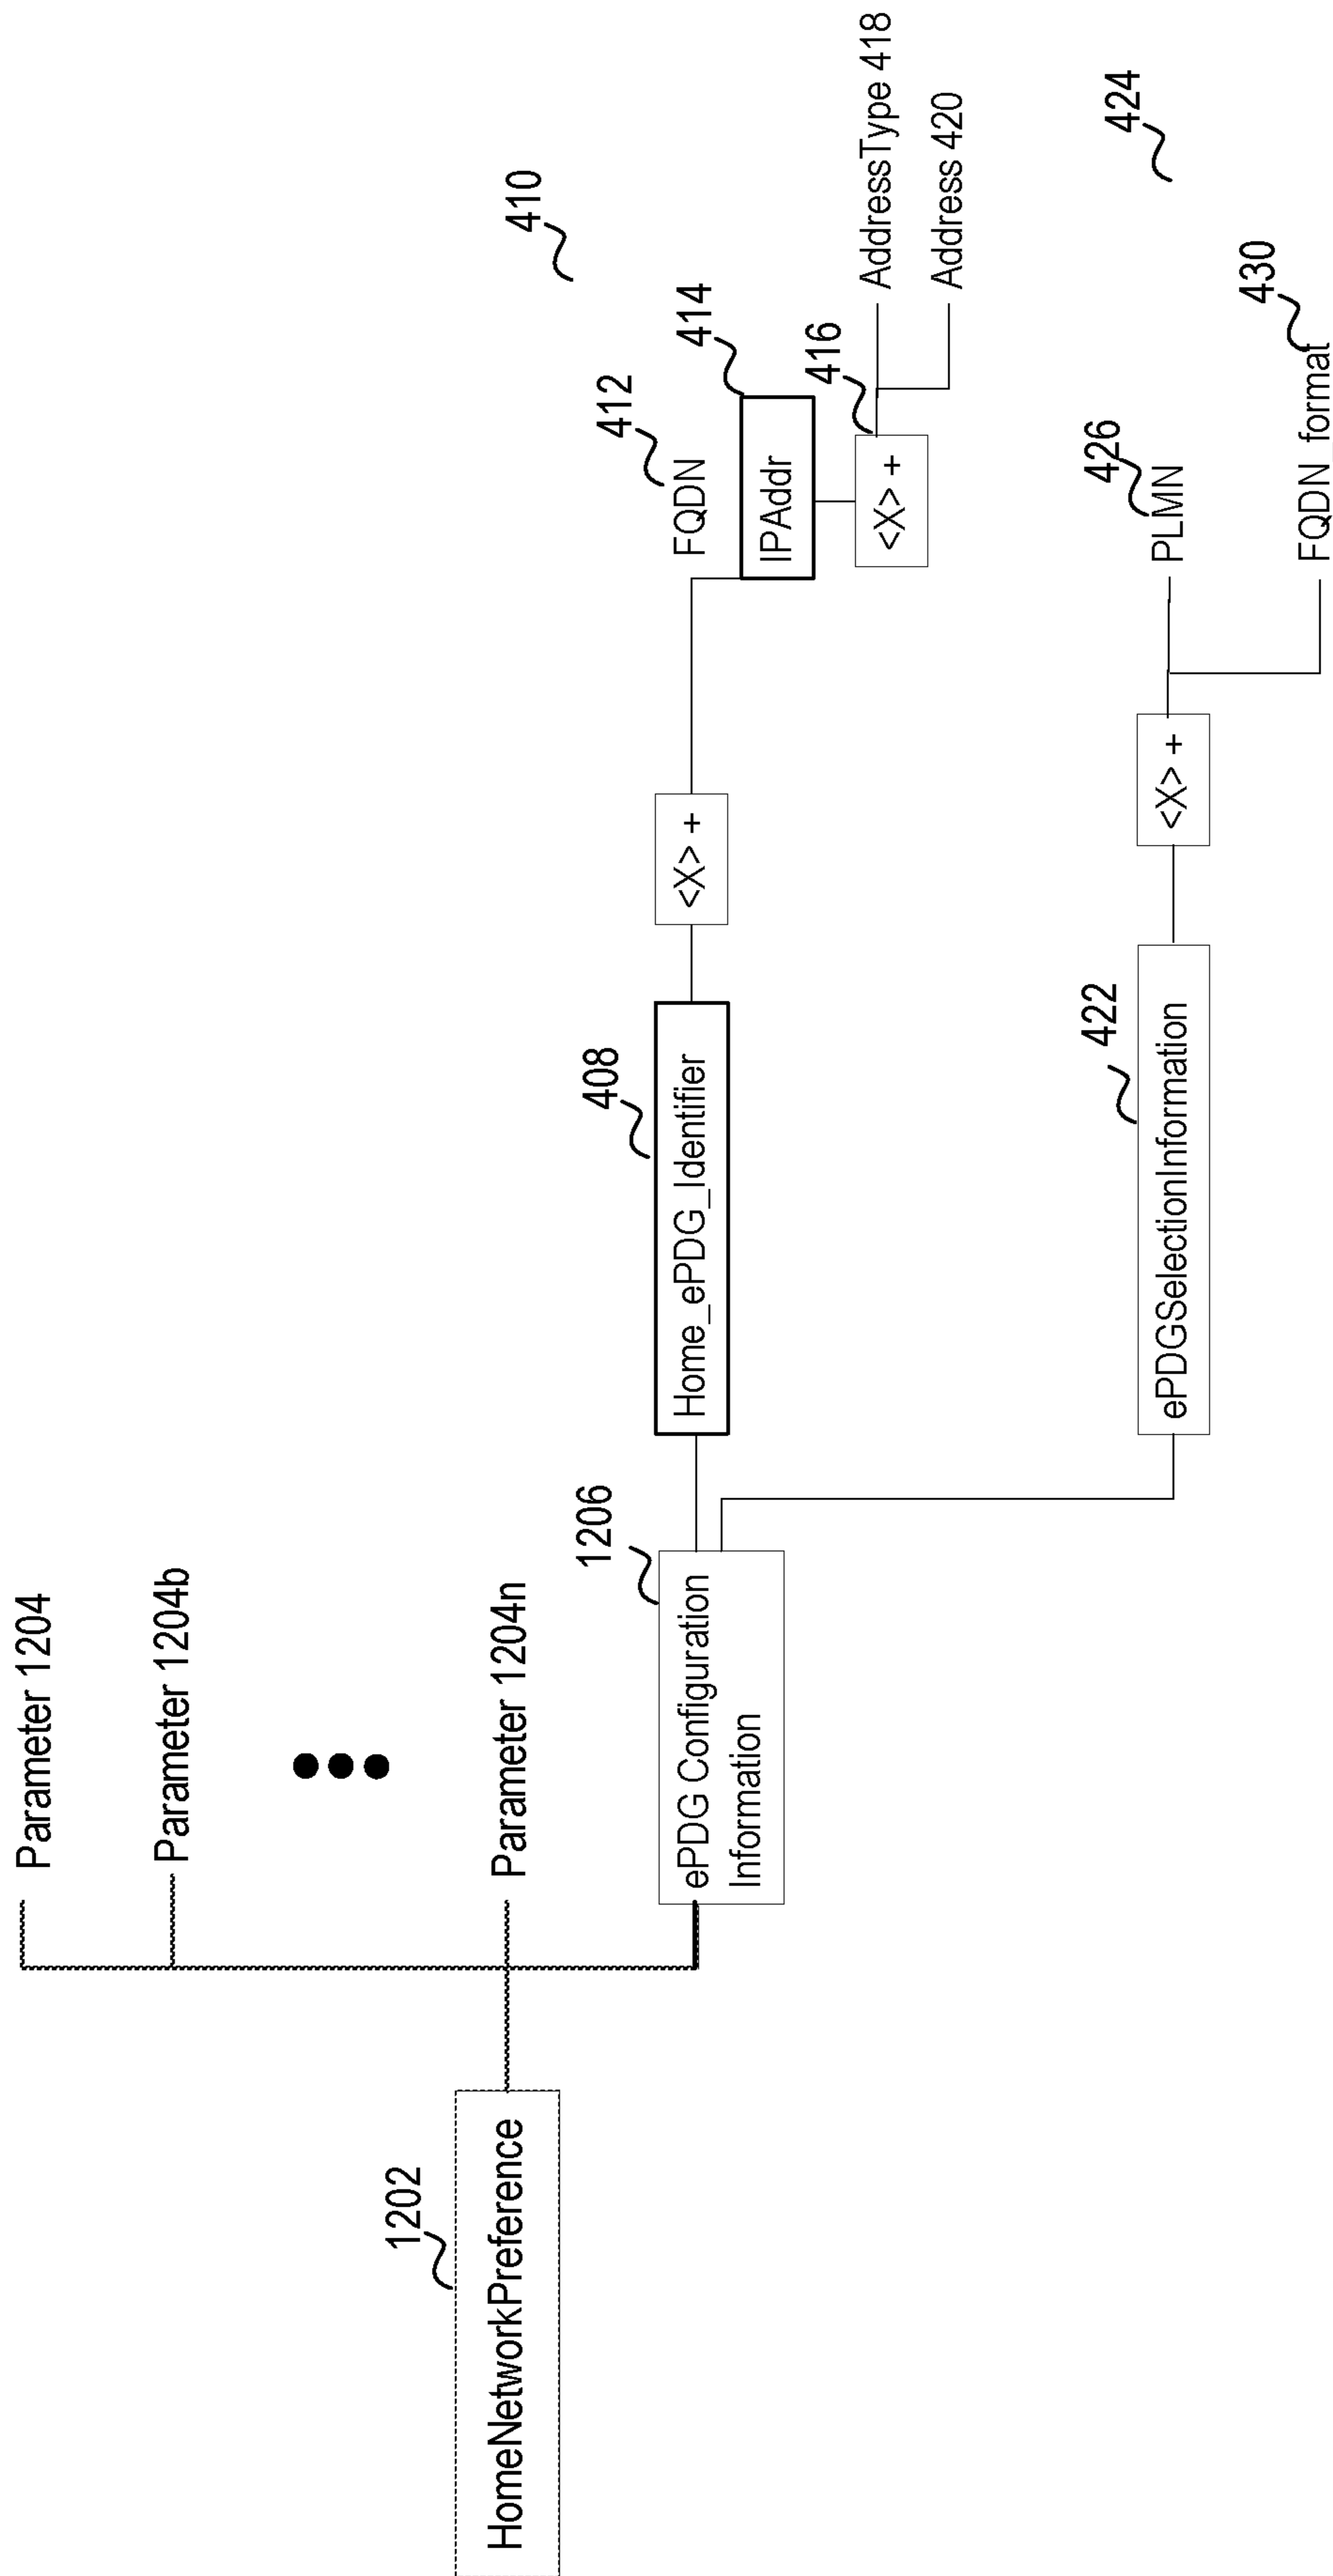 Parameter 1204
Parameter 1204b
Parameter 1204n
1202
HomeNetworkPreference
1206
ePDG Configuration
Information
408
Home_ePDG_Identifier
<X> +
410
412
FQDN
414
IPAddr
416
<X> +
AddressType 418
Address 420
422
ePDGSelectionInformation
<X> +
424
426
PLMN
430
FQDN_format